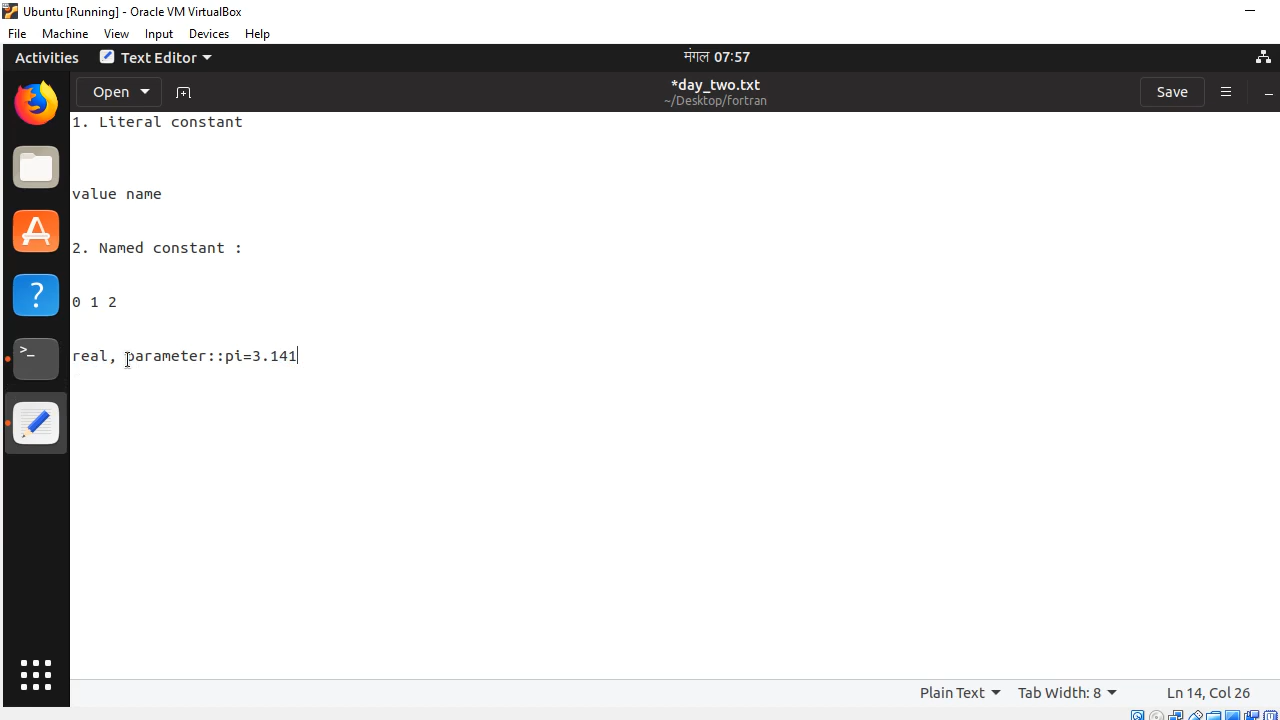 Ubuntu [Running] - Oracle VM VirtualBox
File Machine View Input Devices Help
Activities Text Editor मंगल 07:57
Open *day_two.txt Save
~/Desktop/fortran
1. Literal constant
value name
2. Named constant :
0 1 2
real, parameter::pi=3.141
Plain Text Tab Width: 8 Ln 14, Col 26